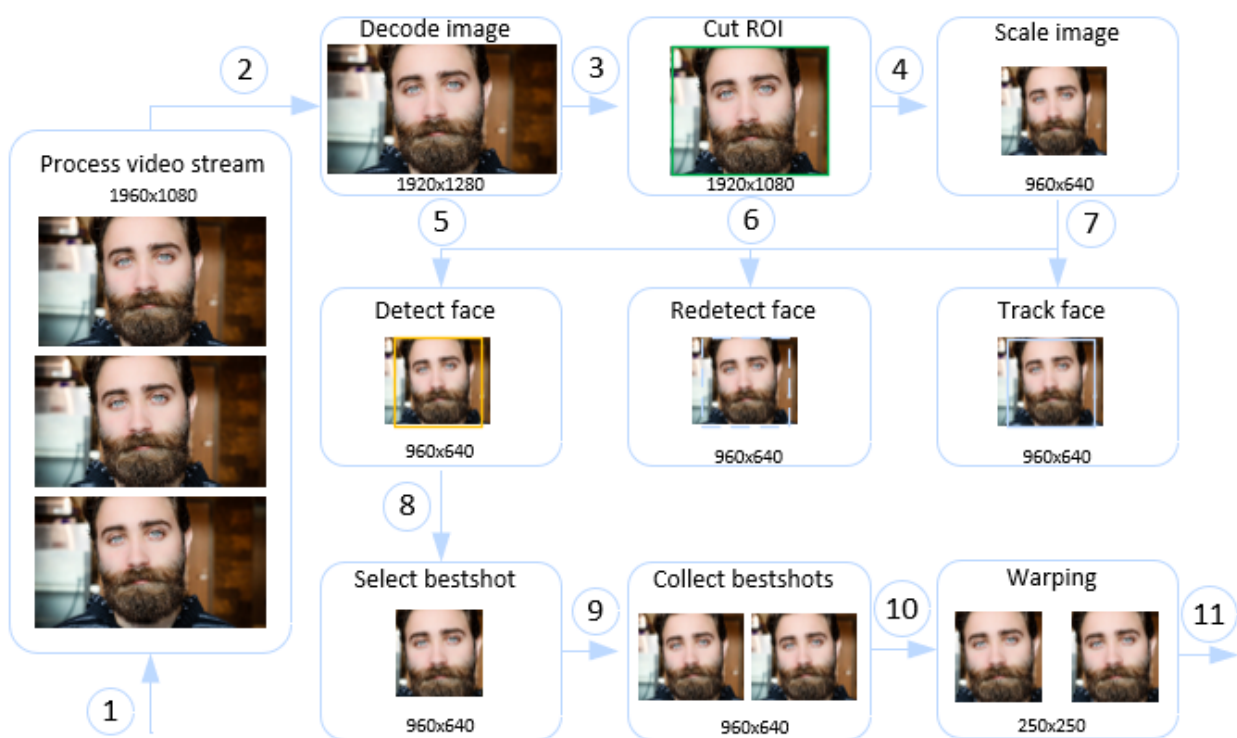 Decode image
Cut ROI
Scale image
2
3
4
Process video stream
1960x1080
1920x1280
1920x1080
960x640
5
6
7
Detect face
Redetect face
Track face
960x640
960x640
960x640
8
Select bestshot
Collect bestshots
Warping
9
10
11
1
960x640
960x640
250x250